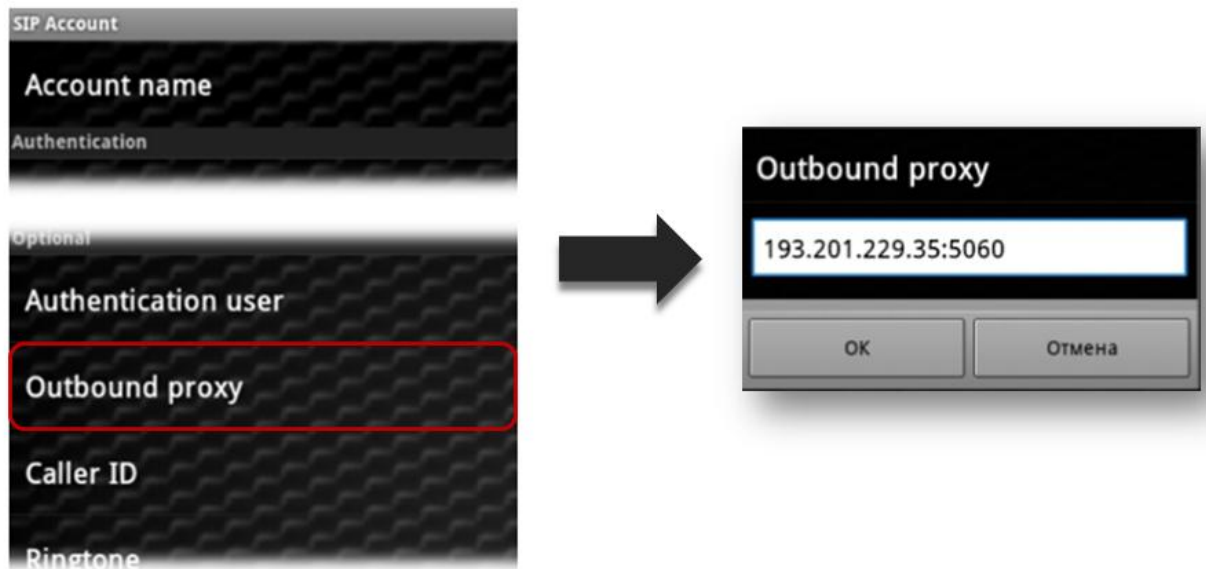 SIP Account
Account name
Authentication
Optional
Authentication user
Outbound proxy
Caller ID
Ringtone
Outbound proxy
193.201.229.35:5060
ОК
Отмена